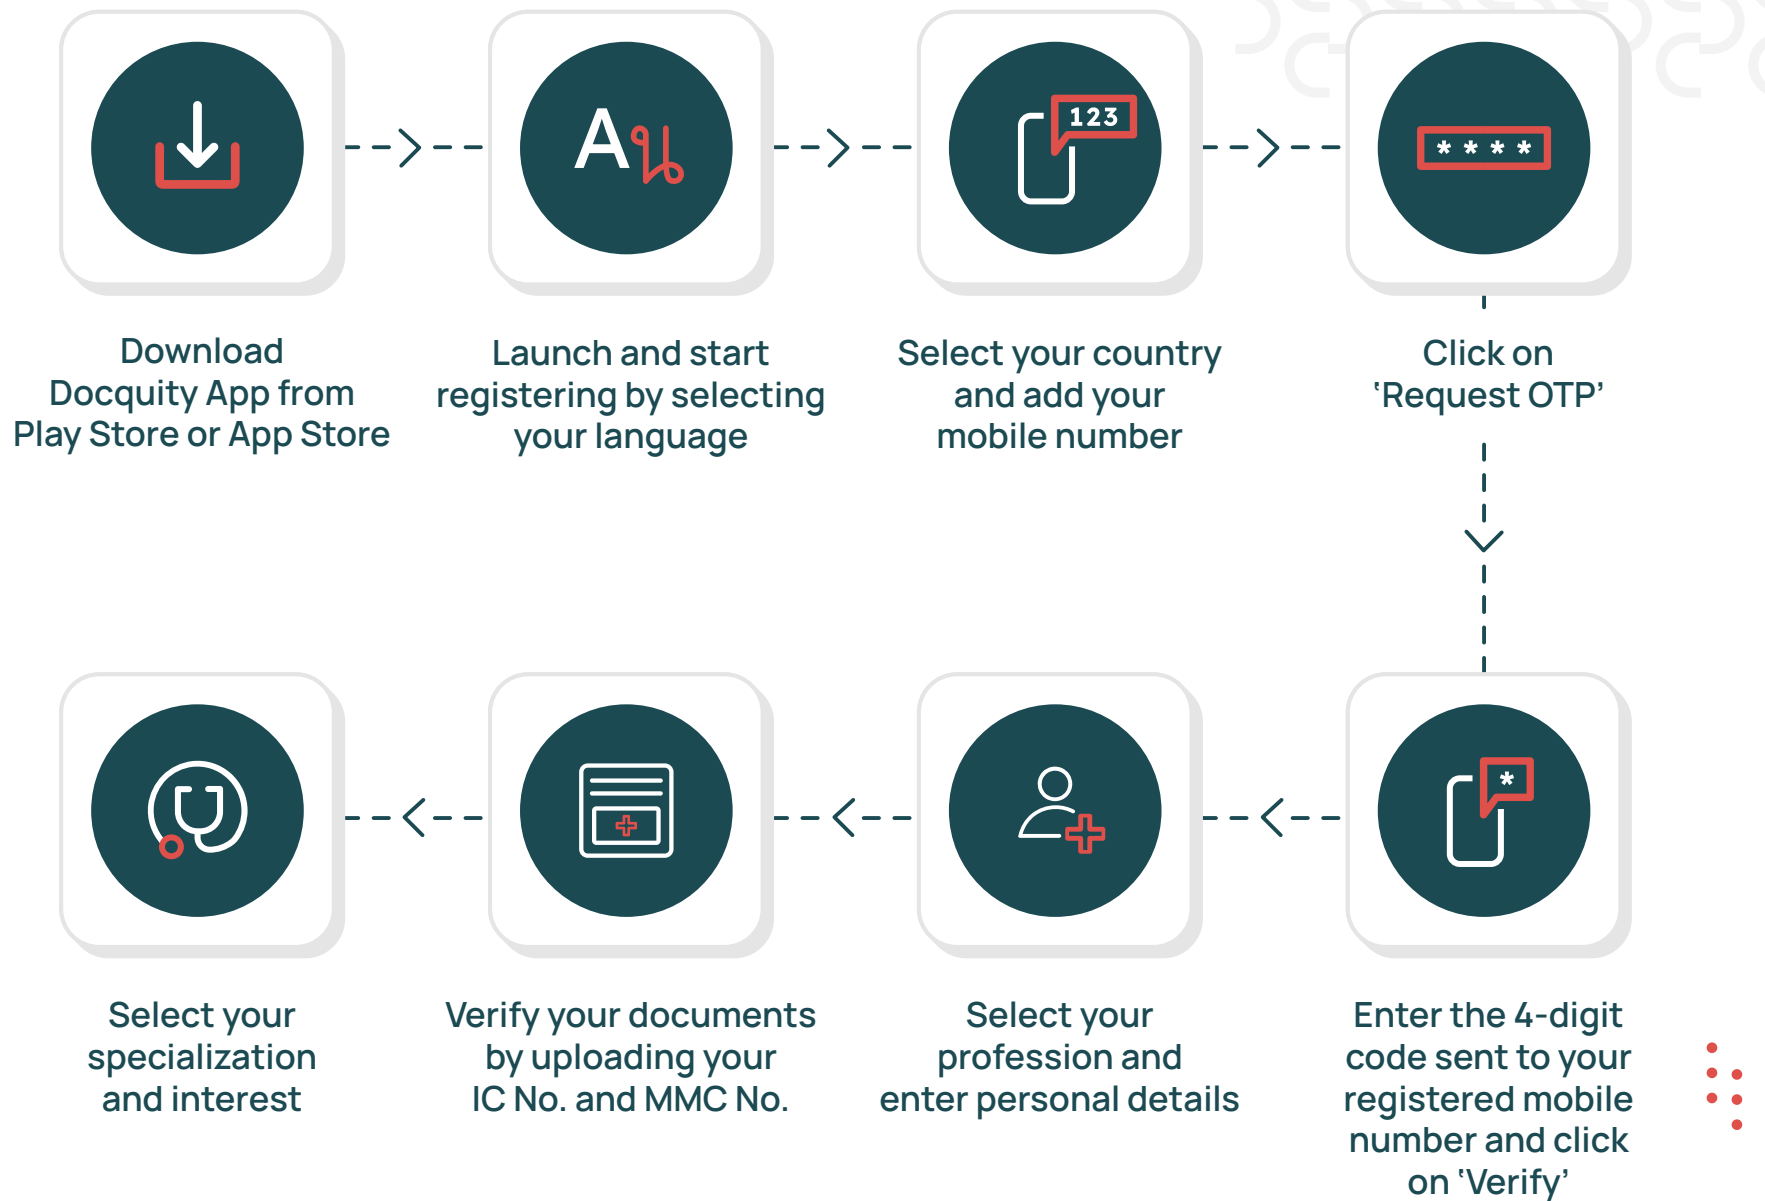 Download
Docquity App from
Play Store or App Store
Aน
Launch and start
registering by selecting
your language
123
Select your country
and add your
mobile number
* * * *
Click on
‘Request OTP’
*
Enter the 4-digit
code sent to your
registered mobile
number and click
on ‘Verify’
Select your
profession and
enter personal details
Verify your documents
by uploading your
IC No. and MMC No.
Select your
specialization
and interest